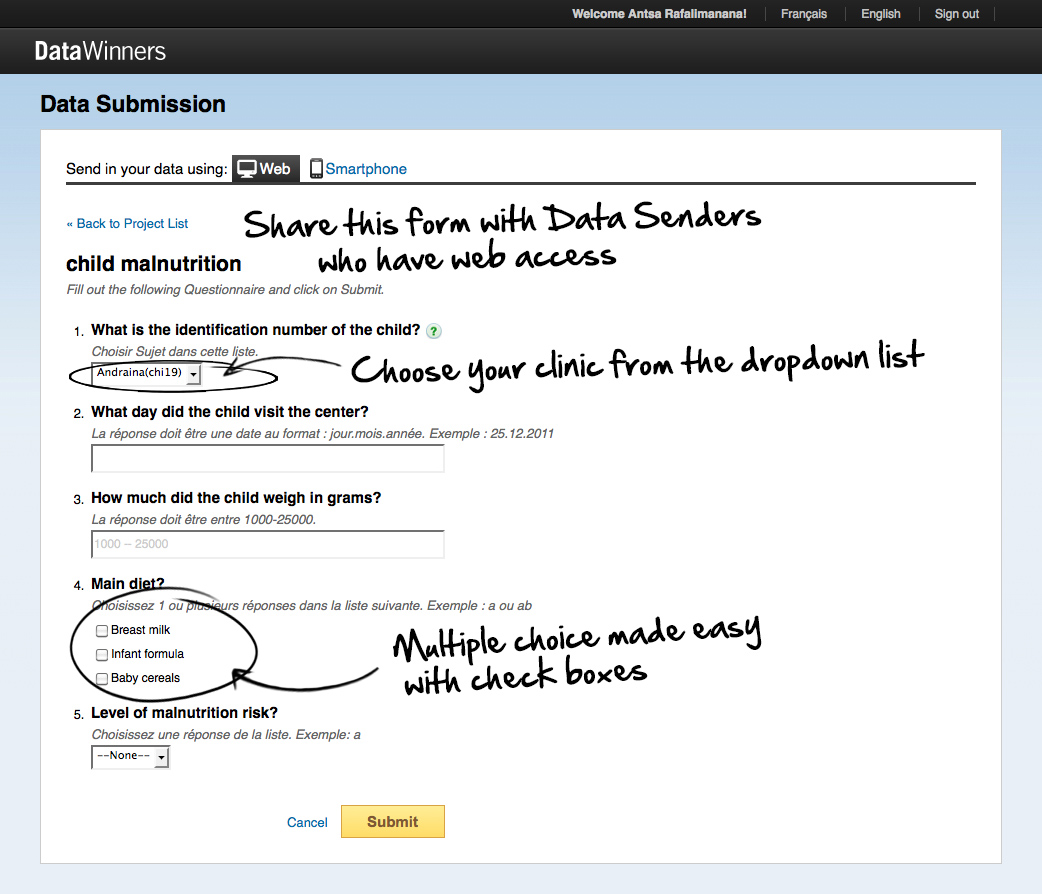 Welcome Antsa Rafalimanana! Français English Sign out
DataWinners
Data Submission
Send in your data using: Web Smartphone
« Back to Project List
Share this form with Data Senders
who have web access
child malnutrition
Fill out the following Questionnaire and click on Submit.
1. What is the identification number of the child? ?
Choisir Sujet dans cette liste.
Andraina(chi19)
Choose your clinic from the dropdown list
2. What day did the child visit the center?
La réponse doit être une date au format : jour.mois.année. Exemple : 25.12.2011
3. How much did the child weigh in grams?
La réponse doit être entre 1000-25000.
1000 – 25000
4. Main diet?
Choisissez 1 ou plusieurs réponses dans la liste suivante. Exemple : a ou ab
Breast milk
Infant formula
Baby cereals
Multiple choice made easy
with check boxes
5. Level of malnutrition risk?
Choisissez une réponse de la liste. Exemple: a
--None--
Cancel Submit